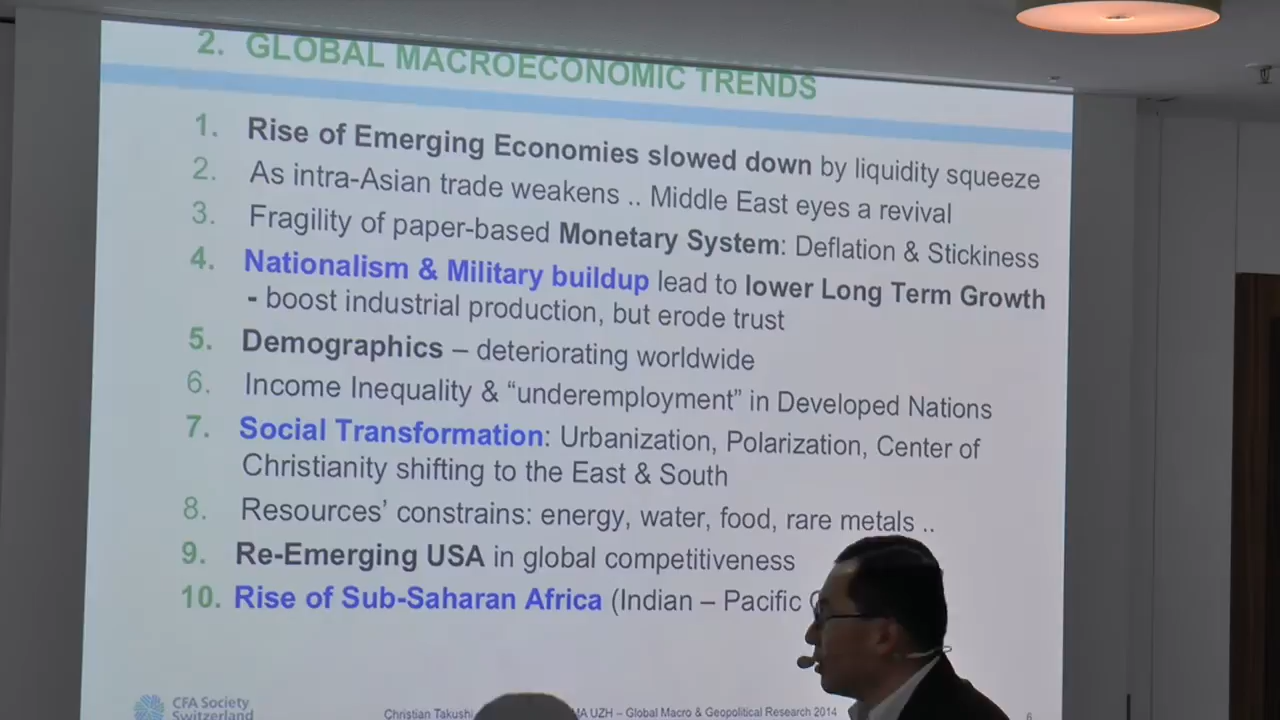 2. GLOBAL MACROECONOMIC TRENDS
1. Rise of Emerging Economies slowed down by liquidity squeeze
2. As intra-Asian trade weakens .. Middle East eyes a revival
3. Fragility of paper-based Monetary System: Deflation & Stickiness
4. Nationalism & Military buildup lead to lower Long Term Growth
- boost industrial production, but erode trust
5. Demographics – deteriorating worldwide
6. Income Inequality & “underemployment” in Developed Nations
7. Social Transformation: Urbanization, Polarization, Center of
Christianity shifting to the East & South
8. Resources’ constrains: energy, water, food, rare metals ..
9. Re-Emerging USA in global competitiveness
10. Rise of Sub-Saharan Africa (Indian – Pacific
CFA Society
Switzerland
Christian Takushi MA UZH – Global Macro & Geopolitical Research 2014
6